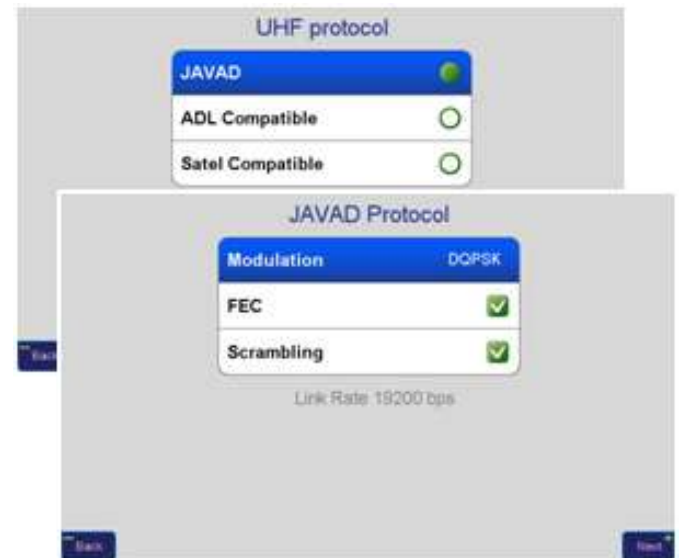 UHF protocol
JAVAD
ADL Compatible
Satel Compatible
Back
JAVAD Protocol
Modulation DQPSK
FEC
Scrambling
Link Rate 19200 bps
Back Next